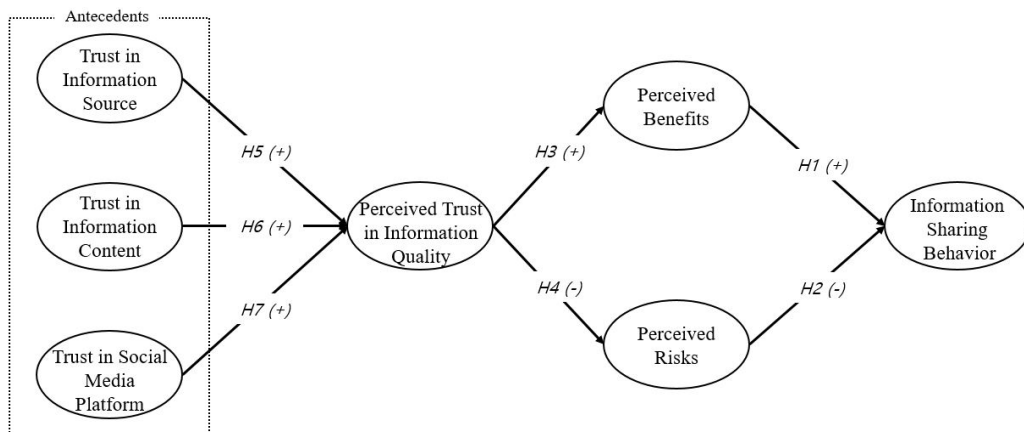 Antecedents
Trust in
Information
Source
Trust in
Information
Content
Trust in Social
Media
Platform
H5 (+)
H6 (+)
H7 (+)
Perceived Trust
in Information
Quality
H3 (+)
H4 (-)
Perceived
Benefits
Perceived
Risks
H1 (+)
H2 (-)
Information
Sharing
Behavior